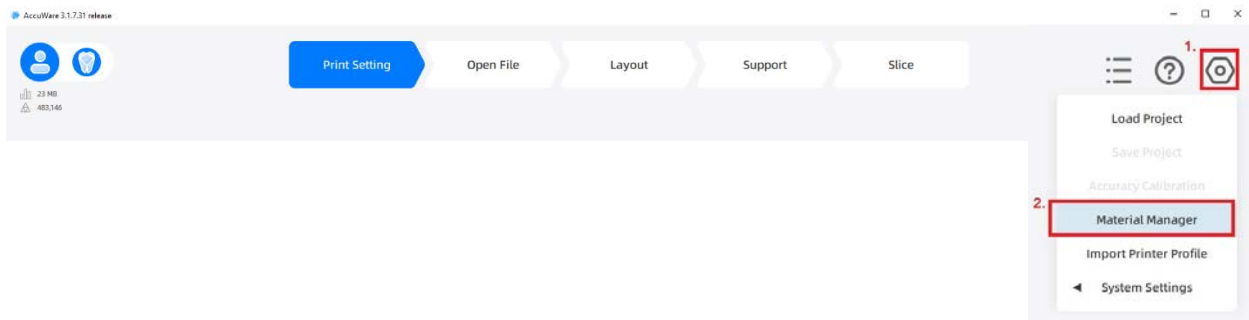 AccuWare 3.1.7.31 release
Print Setting
Open File
Layout
Support
Slice
1.
23 MB
483,146
Load Project
Save Project
Accuracy Calibration
2.
Material Manager
Import Printer Profile
System Settings